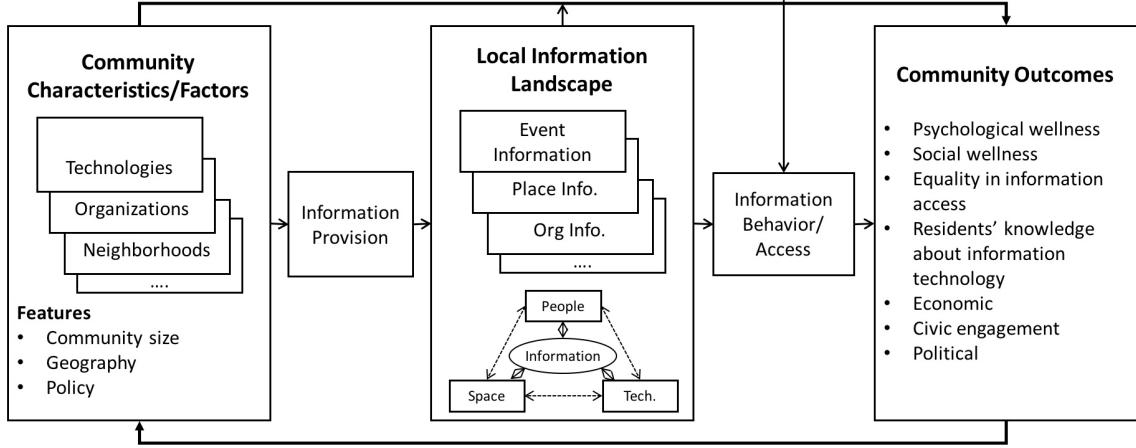 Community
Characteristics/Factors
Technologies
Organizations
Neighborhoods
....
Features
• Community size
• Geography
• Policy
Information
Provision
Local Information
Landscape
Event
Information
Place Info.
Org Info.
....
People
Information
Space
Tech.
Information
Behavior/
Access
Community Outcomes
• Psychological wellness
• Social wellness
• Equality in information
access
• Residents’ knowledge
about information
technology
• Economic
• Civic engagement
• Political